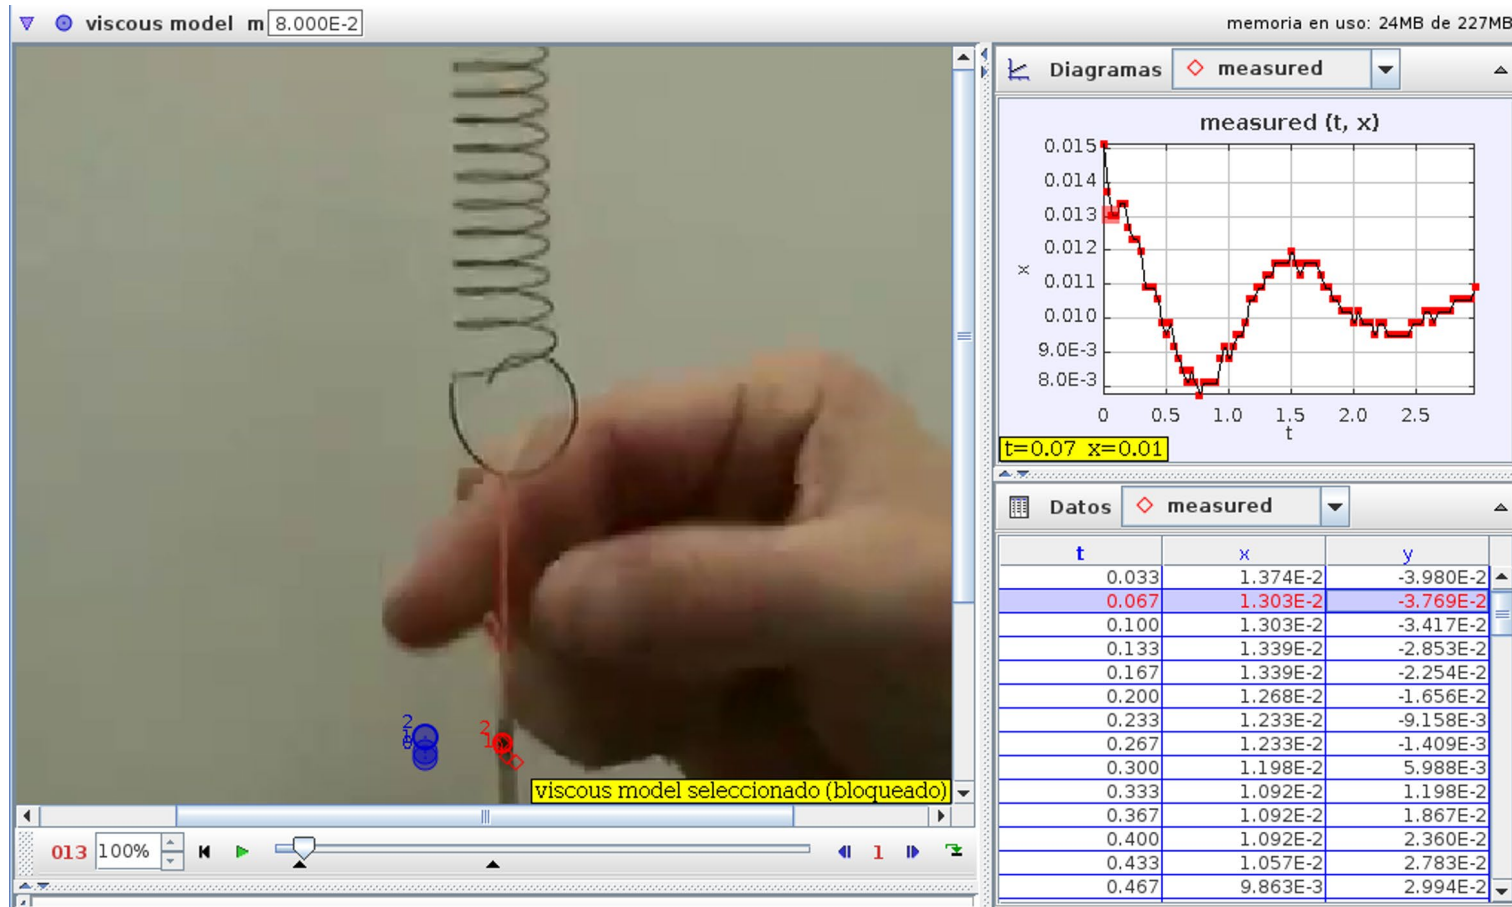 viscous model m 8.000E-2
memoria en uso: 24MB de 227MB
Diagramas measured
measured (t, x)
0.015
0.014
0.013
0.012
0.011
0.010
9.0E-3
8.0E-3
x
0 0.5 1.0 1.5 2.0 2.5
t
t=0.07 x=0.01
Datos measured
t x y
0.033 1.374E-2 -3.980E-2
0.067 1.303E-2 -3.769E-2
0.100 1.303E-2 -3.417E-2
0.133 1.339E-2 -2.853E-2
0.167 1.339E-2 -2.254E-2
0.200 1.268E-2 -1.656E-2
0.233 1.233E-2 -9.158E-3
0.267 1.233E-2 -1.409E-3
0.300 1.198E-2 5.988E-3
0.333 1.092E-2 1.198E-2
0.367 1.092E-2 1.867E-2
0.400 1.092E-2 2.360E-2
0.433 1.057E-2 2.783E-2
0.467 9.863E-3 2.994E-2
2
1
2
1
viscous model seleccionado (bloqueado)
013 100% 1